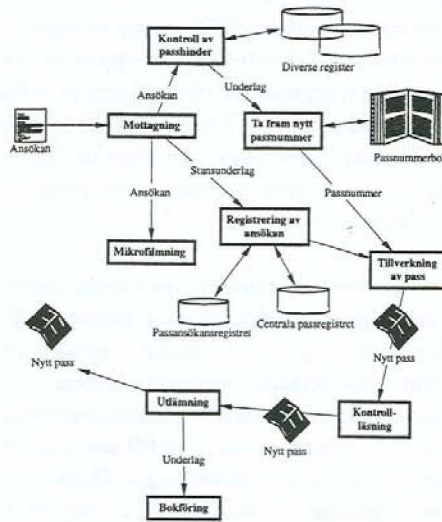 Kontroll av
passhinder
Diverse register
Ansökan
Underlag
Ansökan
Mottagning
Ta fram nytt
passnummer
Passnummerbok
Stansunderlag
Ansökan
Passnummer
Registrering av
ansökan
Mikrofilmning
Tillverkning
av pass
Passansökansregistret
Centrala passregistret
Nytt pass
Nytt pass
Utlämning
Kontroll-
läsning
Nytt pass
Underlag
Bokföring